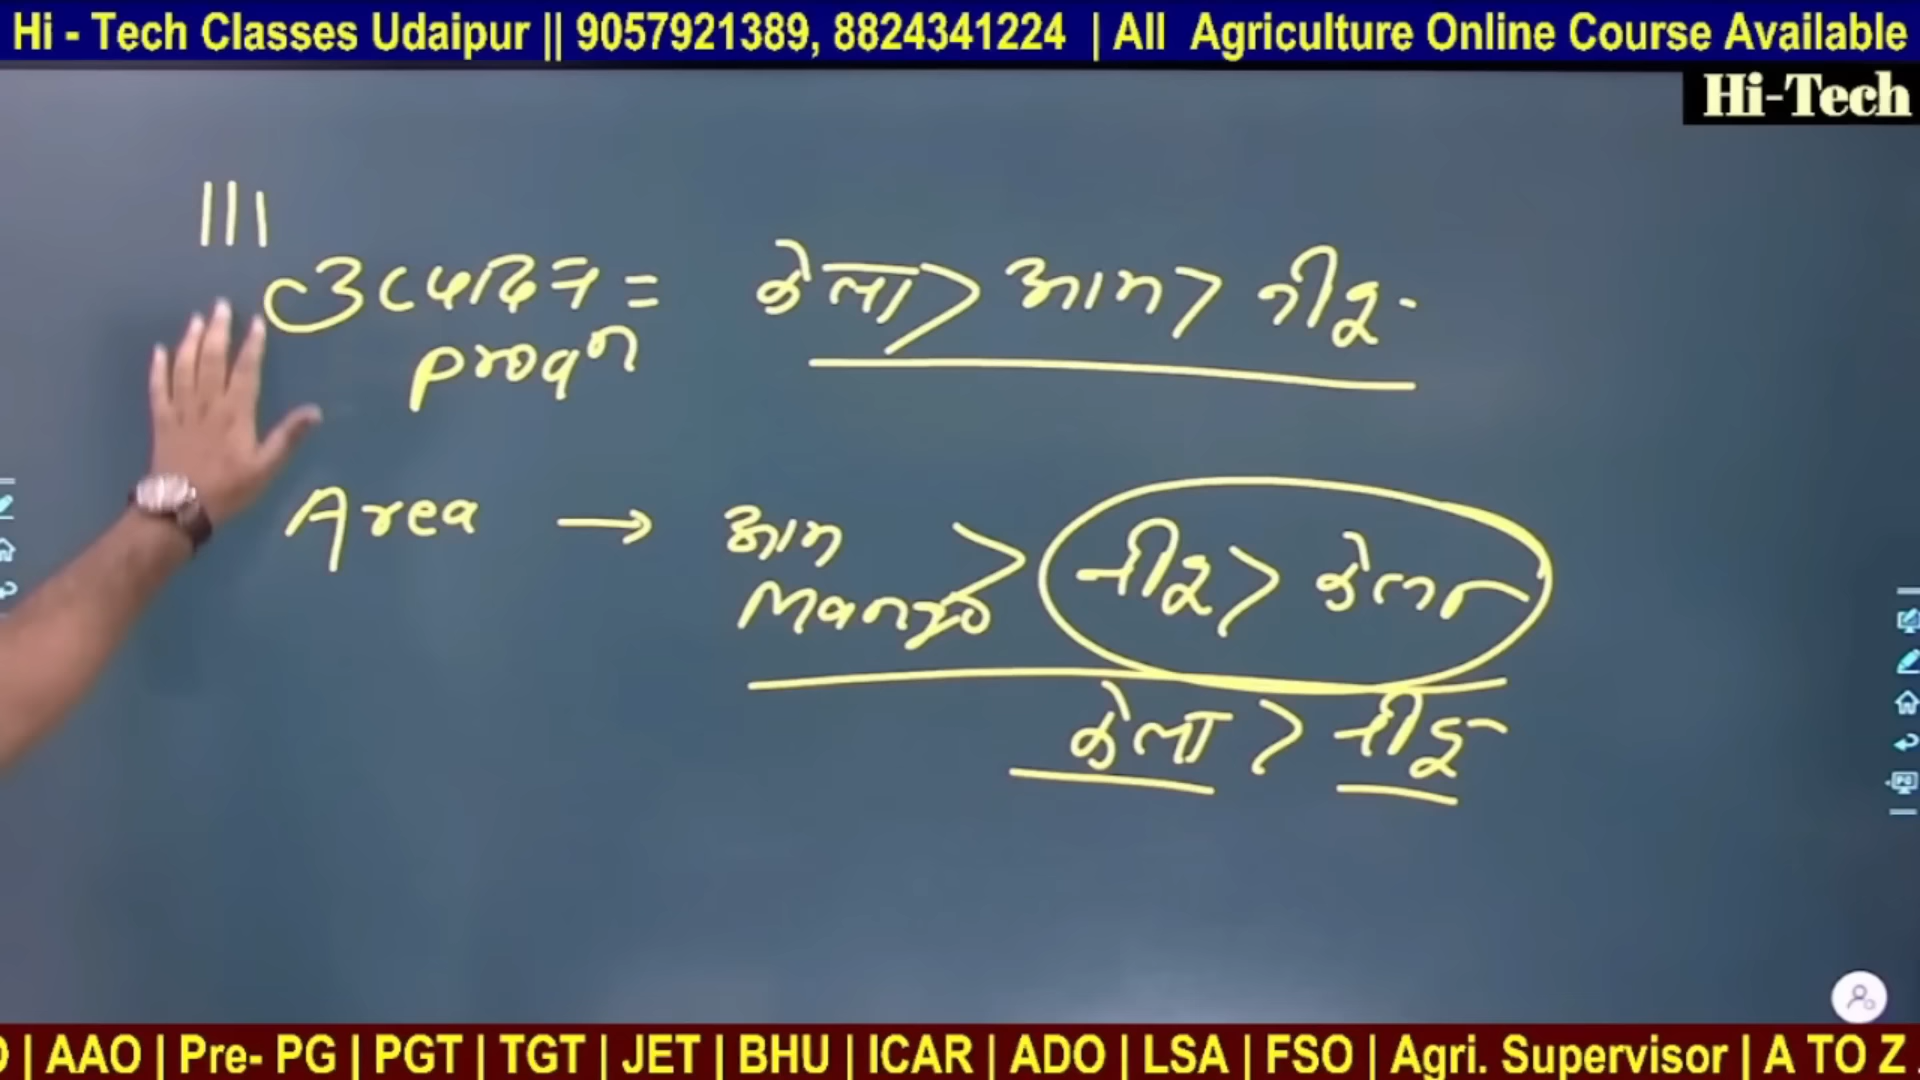 Hi - Tech Classes Udaipur || 9057921389, 8824341224 | All Agriculture Online Course Available
Hi-Tech
|||
उत्पादन = केला > आम > नीबू
prodn
Area → आम > नीबू > केला
Mango
केला > नीबू
| AAO | Pre- PG | PGT | TGT | JET | BHU | ICAR | ADO | LSA | FSO | Agri. Supervisor | A TO Z